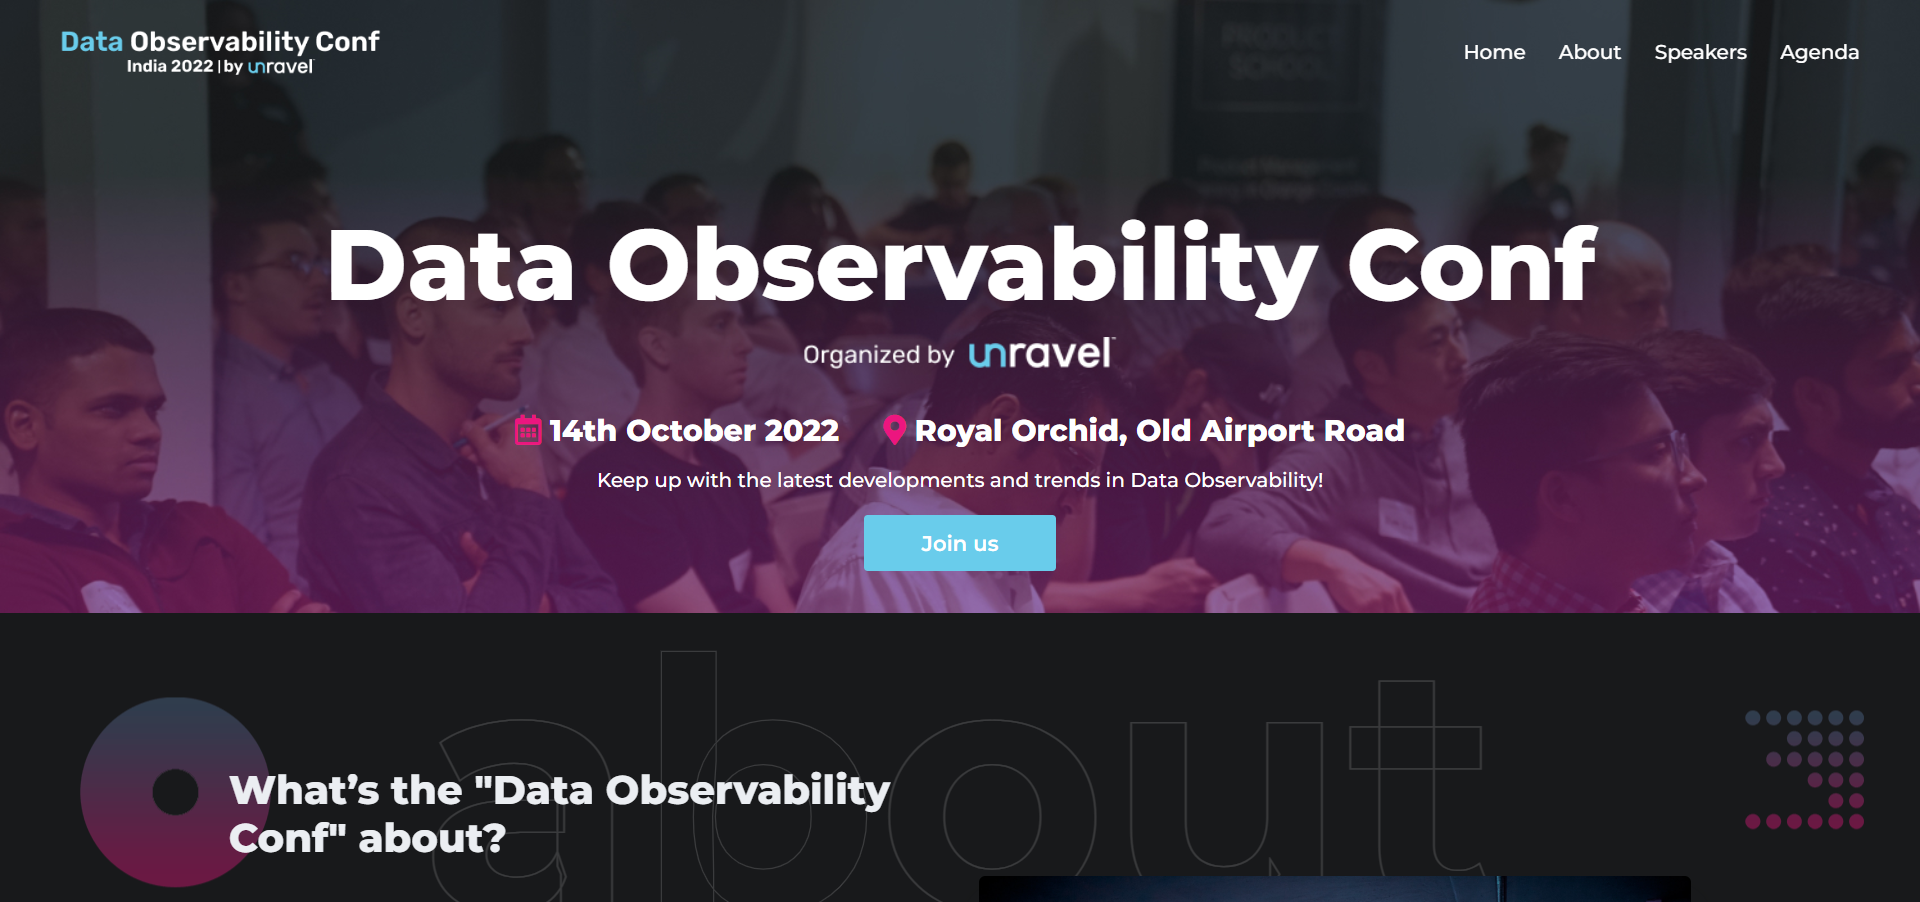 Data Observability Conf
India 2022 | by unravel
Home
About
Speakers
Agenda
PRODUCT
SCHOOL
Data Observability Conf
Organized by unravel
14th October 2022
Royal Orchid, Old Airport Road
Keep up with the latest developments and trends in Data Observability!
Join us
about
What’s the "Data Observability
Conf" about?